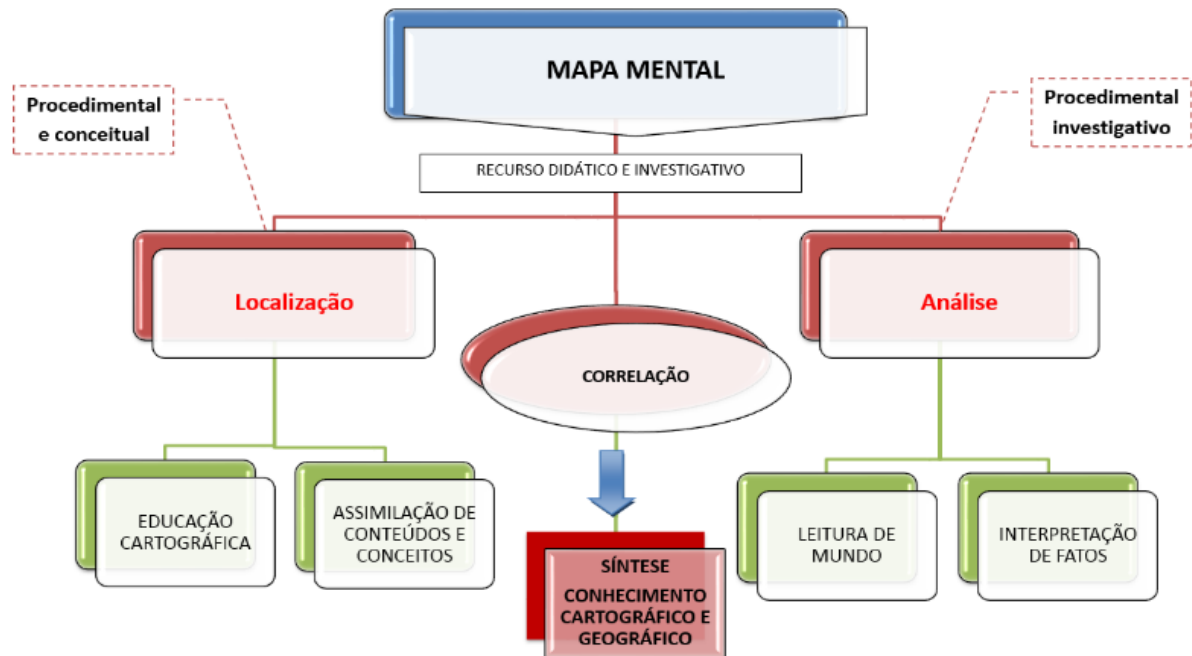 MAPA MENTAL
Procedimental
e conceitual
Procedimental
investigativo
RECURSO DIDÁTICO E INVESTIGATIVO
Localização
Análise
CORRELAÇÃO
EDUCAÇÃO
CARTOGRÁFICA
ASSIMILAÇÃO DE
CONTEÚDOS E
CONCEITOS
LEITURA DE
MUNDO
INTERPRETAÇÃO
DE FATOS
SÍNTESE
CONHECIMENTO
CARTOGRÁFICO E
GEOGRÁFICO